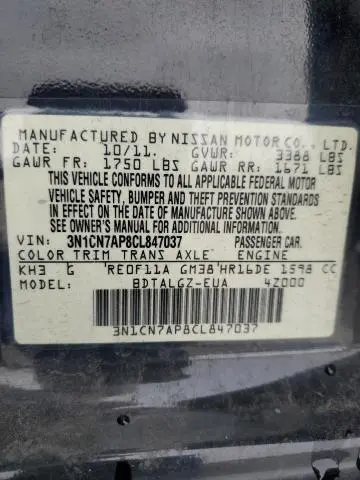 MANUFACTURED BY NISSAN MOTOR CO., LTD.
DATE: 10/11, GVWR: 3388 LBS
GAWR FR: 1750 LBS GAWR RR: 1671 LBS
THIS VEHICLE CONFORMS TO ALL APPLICABLE FEDERAL MOTOR
VEHICLE SAFETY, BUMPER AND THEFT PREVENTION STANDARDS
IN EFFECT ON THE DATE OF MANUFACTURE SHOWN ABOVE.
SEE OWNER'S MANUAL FOR ADDITIONAL INFORMATION.
VIN: 3N1CN7AP8CL847037 PASSENGER CAR.
COLOR TRIM TRANS AXLE ENGINE
KH3 G RE0F11A GM38 HR16DE 1598 CC
MODEL: BDTALGZ-EUA 4Z000
3N1CN7AP8CL847037